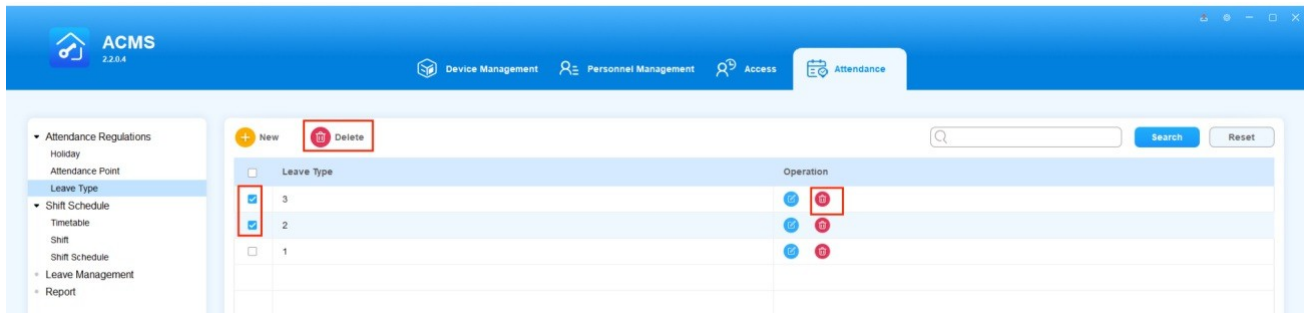 ACMS
2.2.0.4
Device Management Personnel Management Access Attendance
Attendance Regulations
Holiday
Attendance Point
Leave Type
Shift Schedule
Timetable
Shift
Shift Schedule
Leave Management
Report
New Delete Search Reset
Leave Type Operation
3
2
1